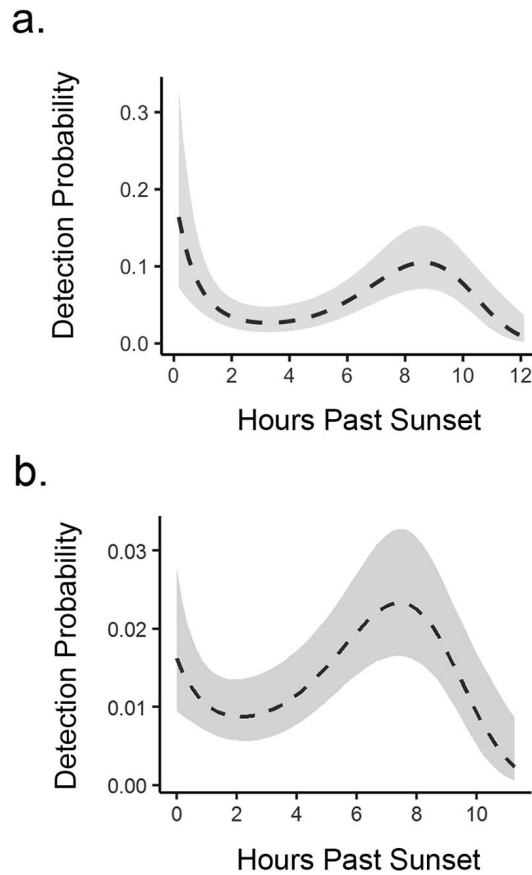 a.
Detection Probability
0.3
0.2
0.1
0.0
0 2 4 6 8 10 12
Hours Past Sunset
b.
Detection Probability
0.03
0.02
0.01
0.00
0 2 4 6 8 10
Hours Past Sunset